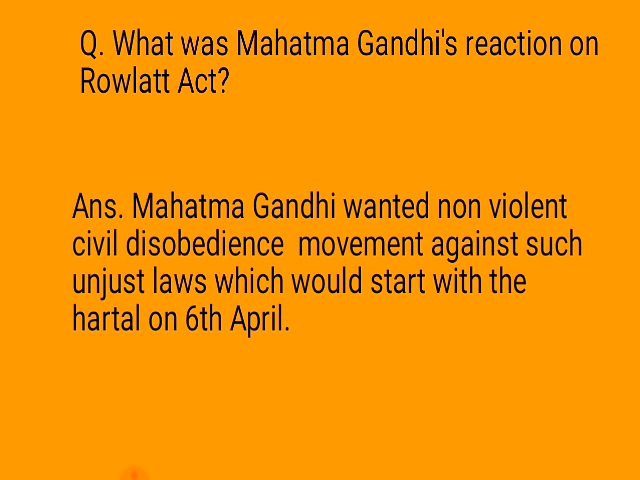 Q. What was Mahatma Gandhi's reaction on
Rowlatt Act?
Ans. Mahatma Gandhi wanted non violent
civil disobedience  movement against such
unjust laws which would start with the
hartal on 6th April.